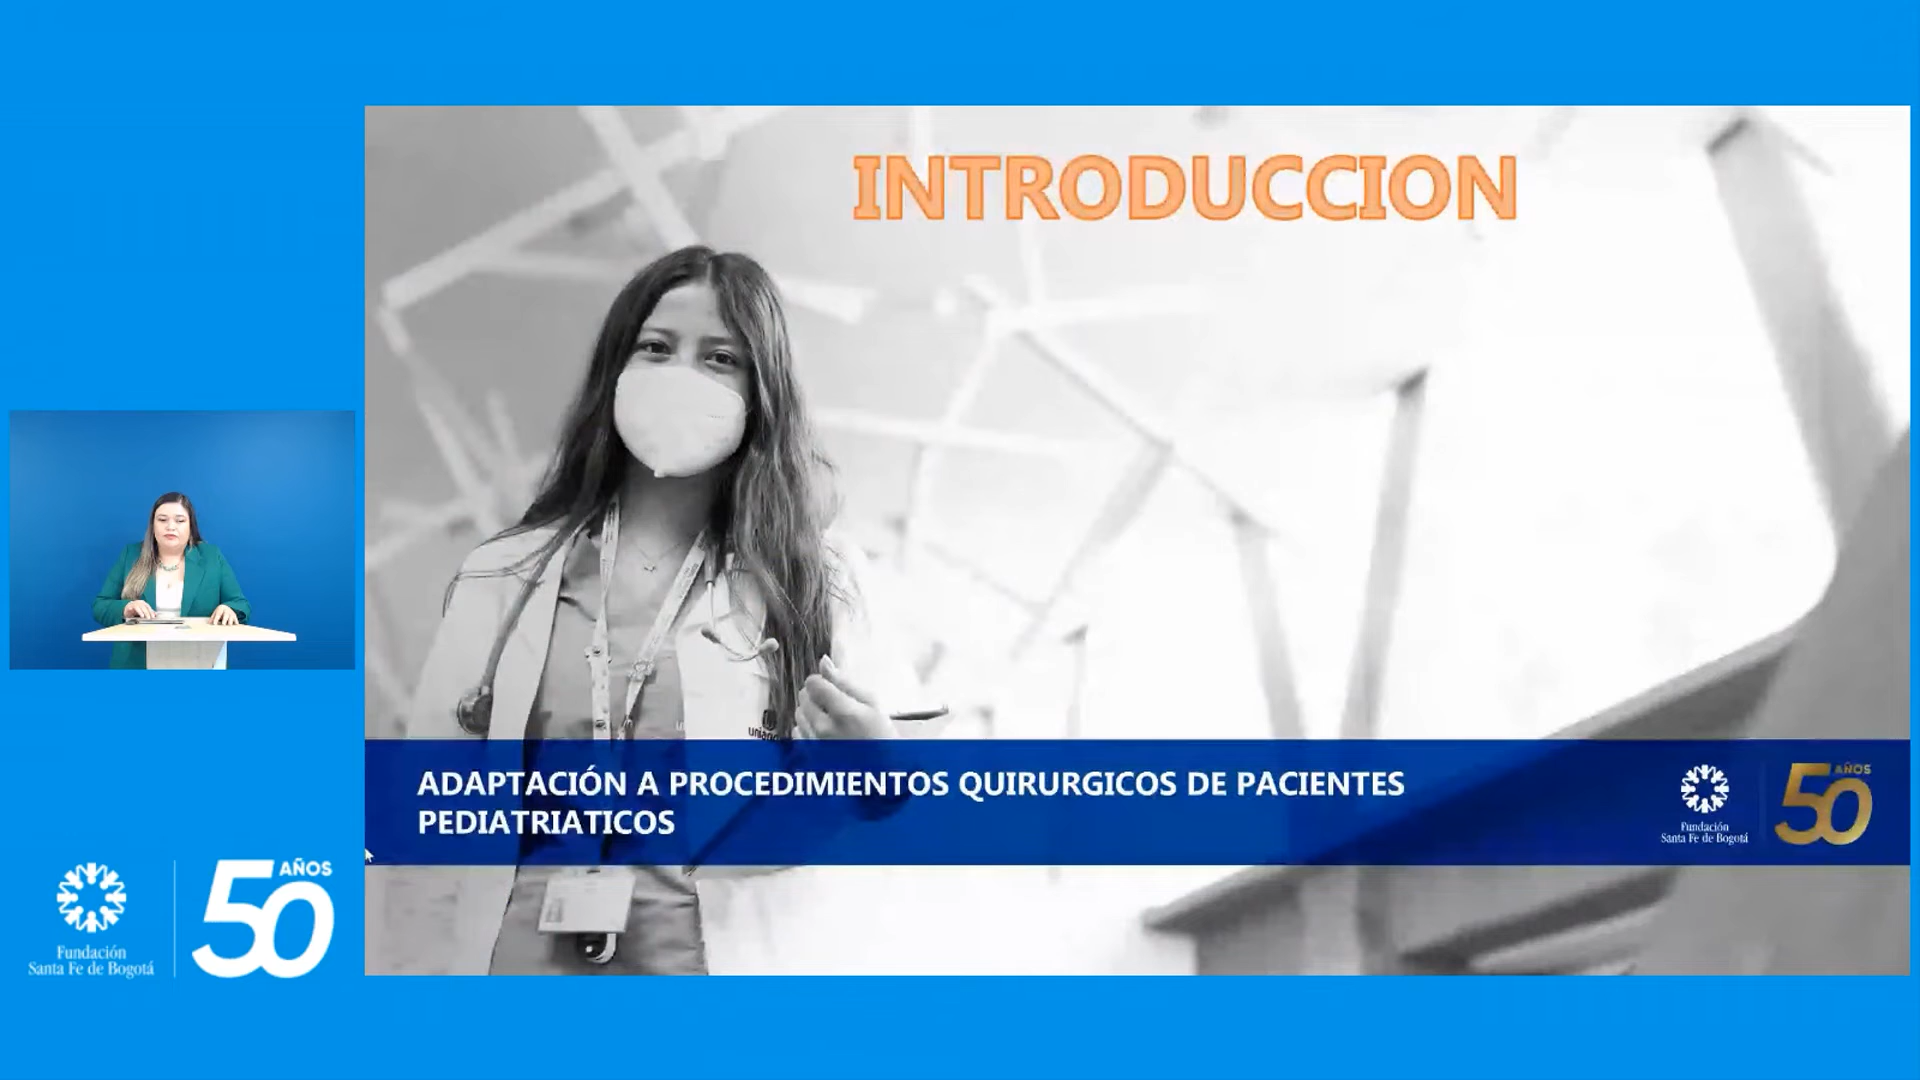 INTRODUCCION
ADAPTACIÓN A PROCEDIMIENTOS QUIRURGICOS DE PACIENTES
PEDIATRIATICOS
Fundación
Santa Fe de Bogotá
50 AÑOS
Fundación
Santa Fe de Bogotá
50 AÑOS